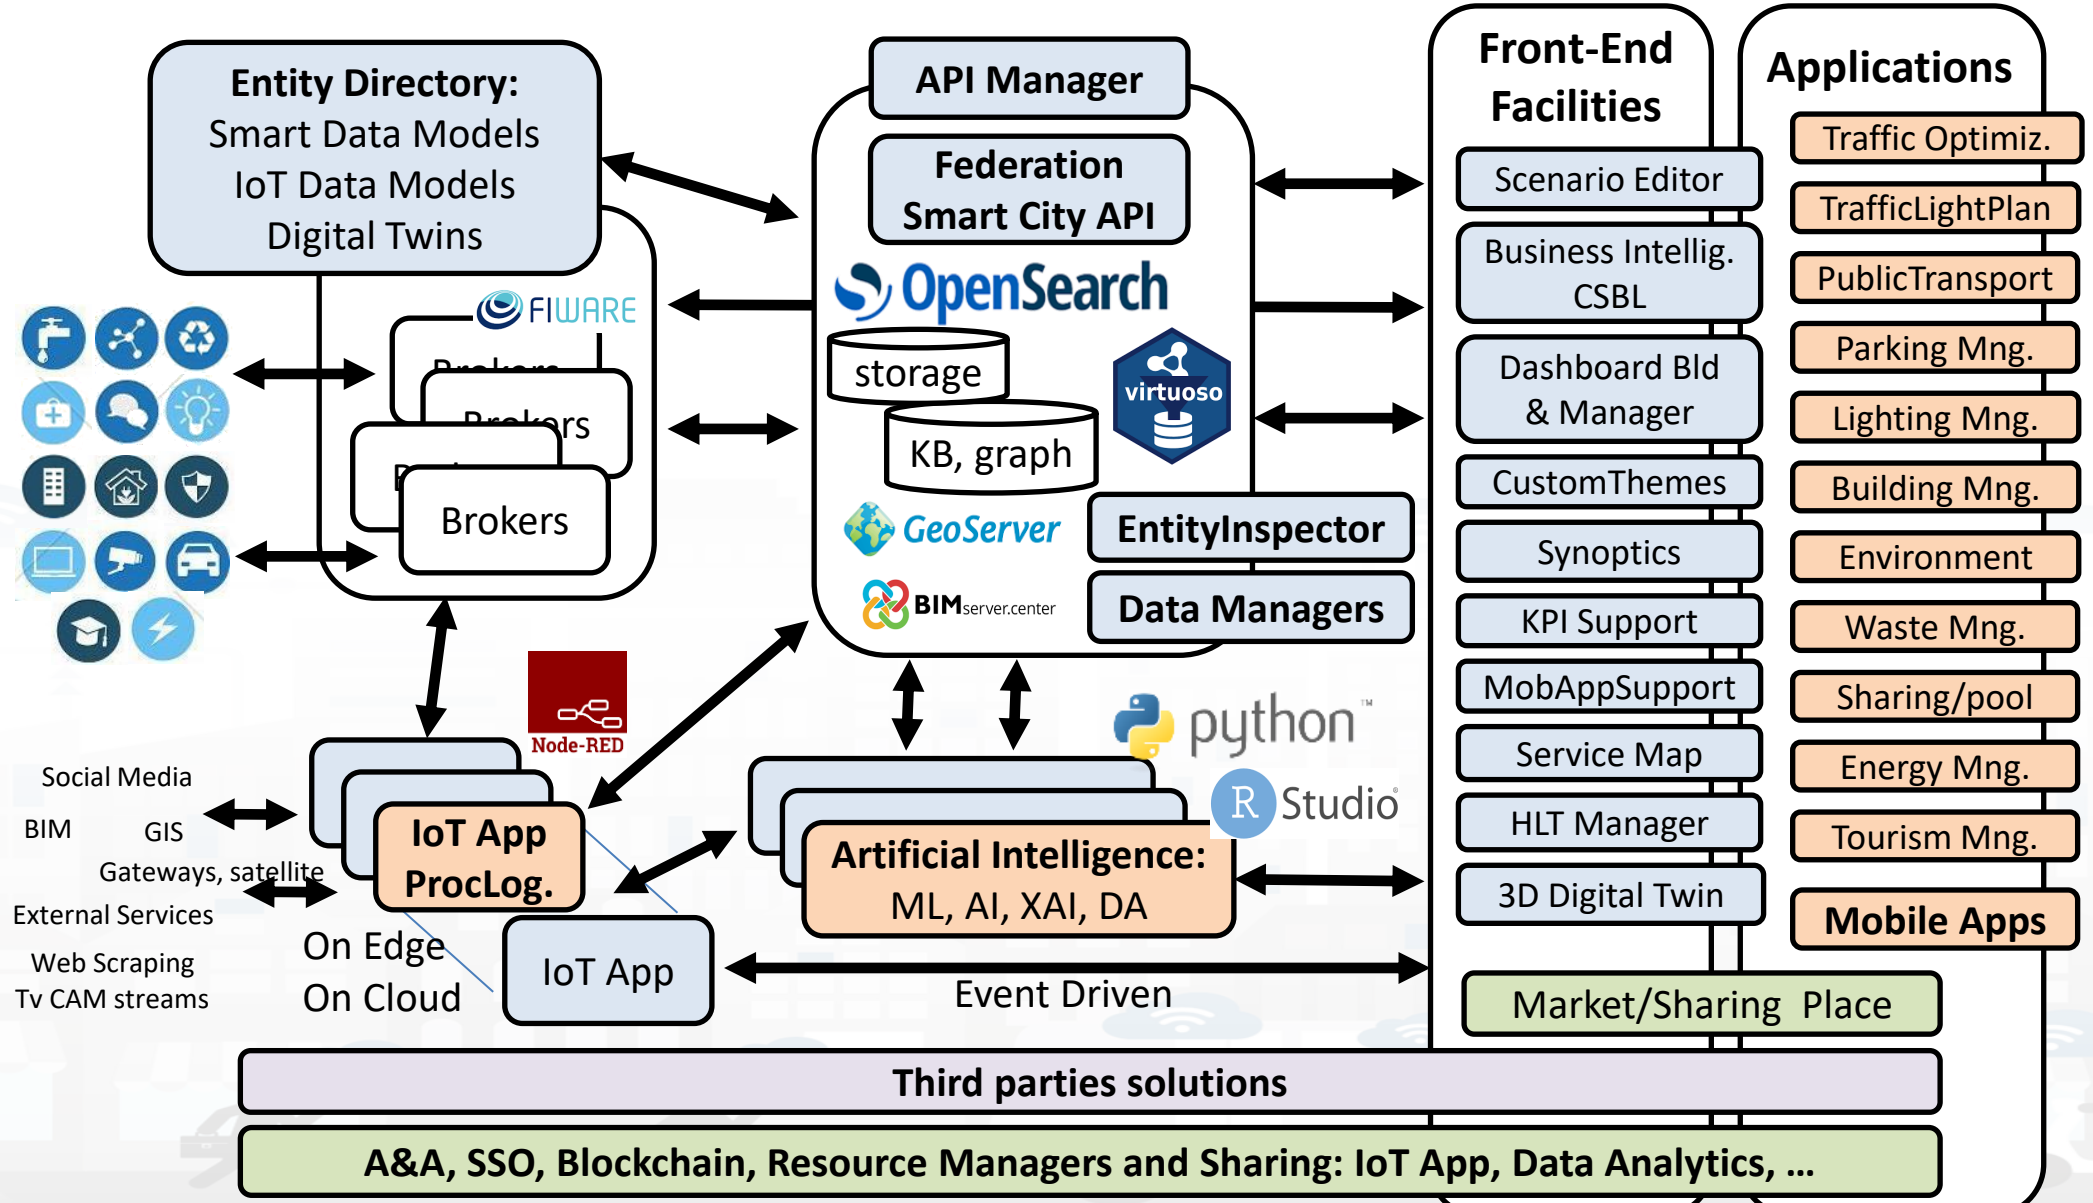 Entity Directory:
Smart Data Models
IoT Data Models
Digital Twins
FIWARE
Brokers
Brokers
Brokers
API Manager
Federation
Smart City API
OpenSearch
storage
virtuoso
KB, graph
GeoServer
EntityInspector
BIMserver.center
Data Managers
Node-RED
python™
R Studio®
Social Media
BIM
GIS
Gateways, satellite
External Services
Web Scraping
Tv CAM streams
IoT App
ProcLog.
On Edge
On Cloud
IoT App
Artificial Intelligence:
ML, AI, XAI, DA
Event Driven
Front-End
Facilities
Scenario Editor
Business Intellig.
CSBL
Dashboard Bld
& Manager
CustomThemes
Synoptics
KPI Support
MobAppSupport
Service Map
HLT Manager
3D Digital Twin
Applications
Traffic Optimiz.
TrafficLightPlan
PublicTransport
Parking Mng.
Lighting Mng.
Building Mng.
Environment
Waste Mng.
Sharing/pool
Energy Mng.
Tourism Mng.
Mobile Apps
Market/Sharing Place
Third parties solutions
A&A, SSO, Blockchain, Resource Managers and Sharing: IoT App, Data Analytics, ...